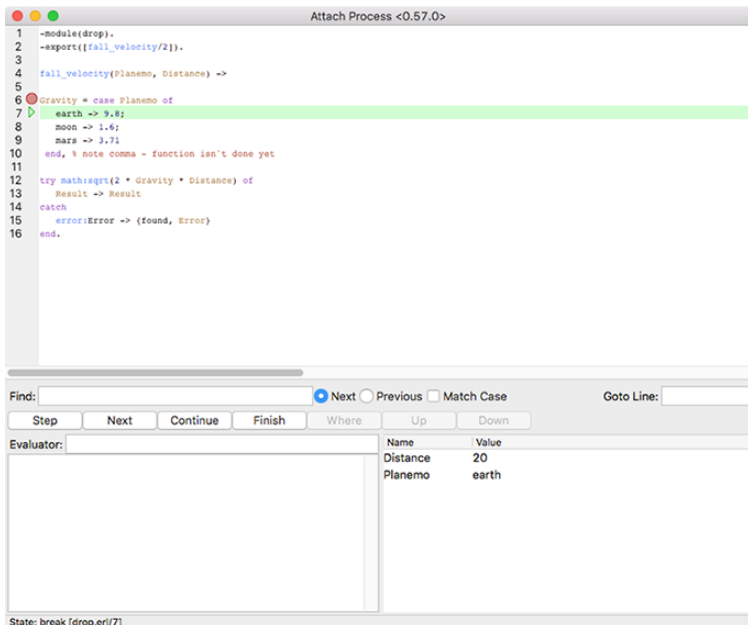 Attach Process <0.57.0>
1 -module(drop).
2 -export([fall_velocity/2]).
3
4 fall_velocity(Planemo, Distance) ->
5
6 Gravity = case Planemo of
7 earth -> 9.8;
8 moon -> 1.6;
9 mars -> 3.71
10 end, % note comma - function isn't done yet
11
12 try math:sqrt(2 * Gravity * Distance) of
13 Result -> Result
14 catch
15 error:Error -> {found, Error}
16 end.
Find: Next Previous Match Case Goto Line:
Step Next Continue Finish Where Up Down
Evaluator: Name Value
Distance 20
Planemo earth
State: break [drop.erl/7]